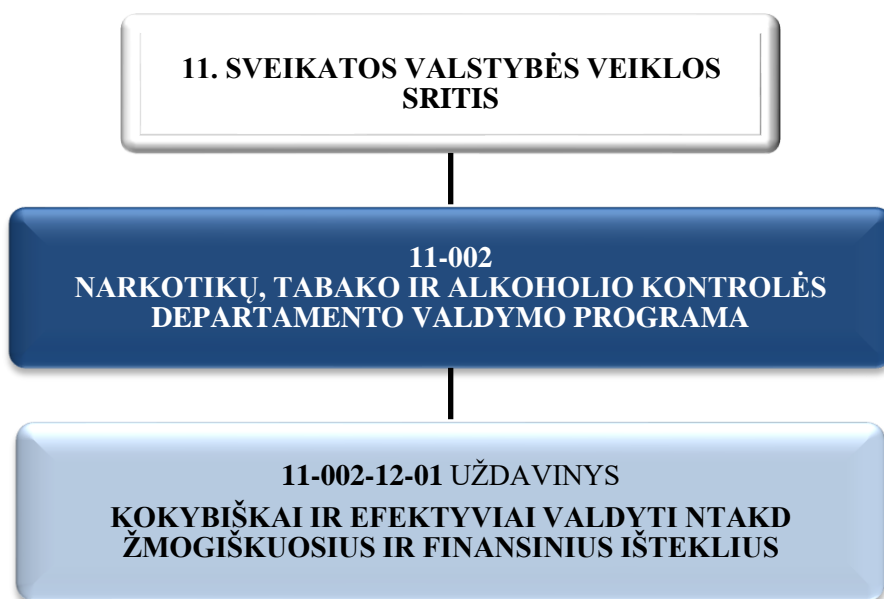 11. SVEIKATOS VALSTYBĖS VEIKLOS
SRITIS
11-002
NARKOTIKŲ, TABAKO IR ALKOHOLIO KONTROLĖS
DEPARTAMENTO VALDYMO PROGRAMA
11-002-12-01 UŽDAVINYS
KOKYBIŠKAI IR EFEKTYVIAI VALDYTI NTAKD
ŽMOGIŠKUOSIUS IR FINANSINIUS IŠTEKLIUS